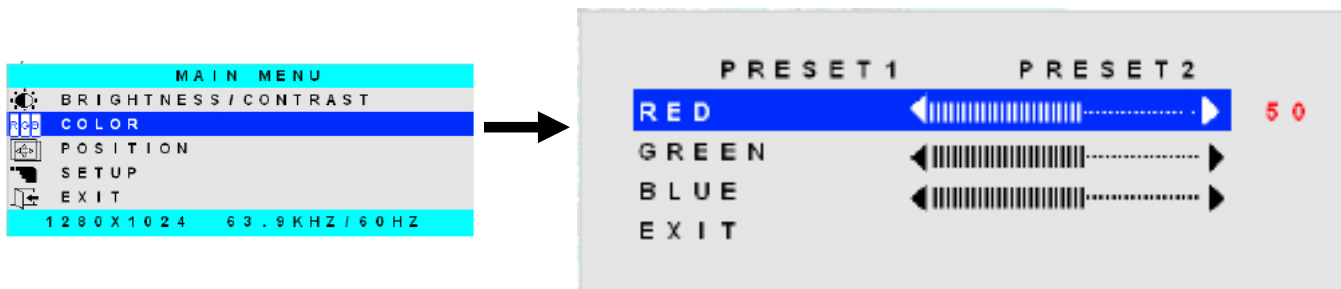 MAIN MENU
BRIGHTNESS/CONTRAST
RGB COLOR
POSITION
SETUP
EXIT
1280X1024 63.9KHZ/60HZ
PRESET1 PRESET2
RED 50
GREEN
BLUE
EXIT